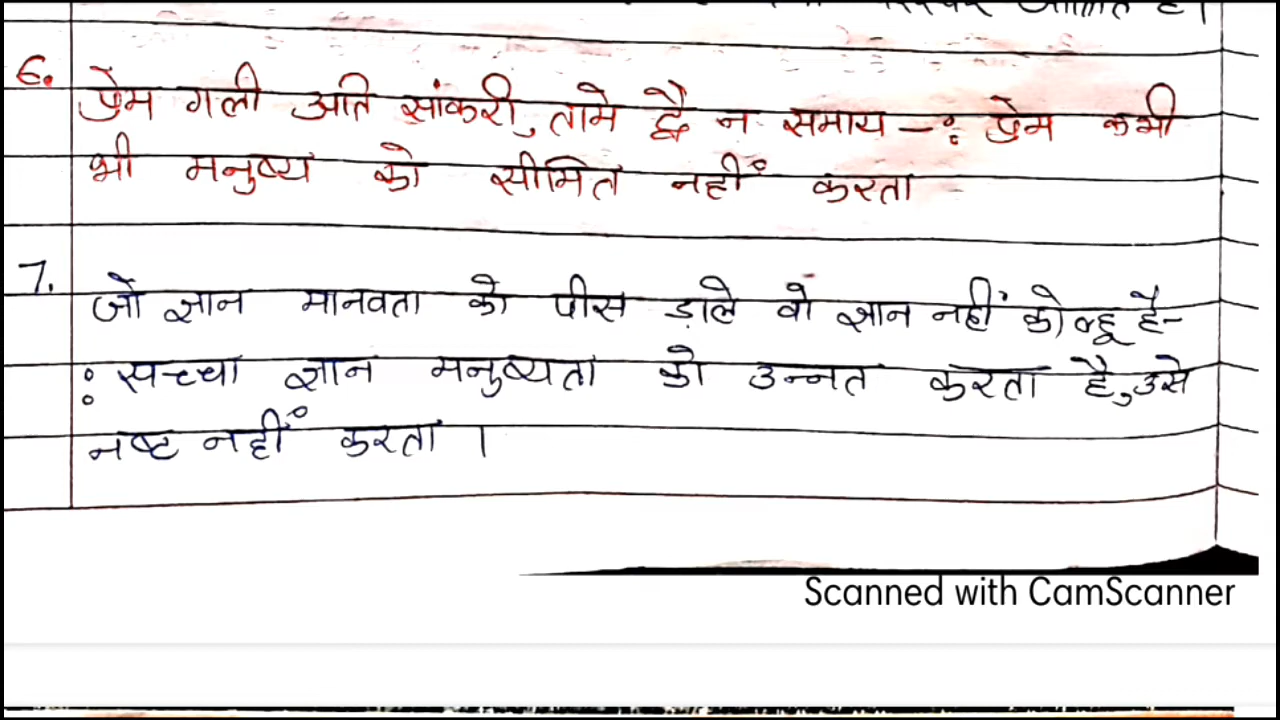 6. प्रेम गली अति सांकरी, तामे द्वै न समाय -: प्रेम कभी
भी मनुष्य को सीमित नहीं करता
7. जो ज्ञान मानवता को पीस ड़ाले वो ज्ञान नहीं कोल्हू है-
: सच्चा ज्ञान मनुष्यता को उन्नत करता है, उसे
नष्ट नहीं करता ।
Scanned with CamScanner